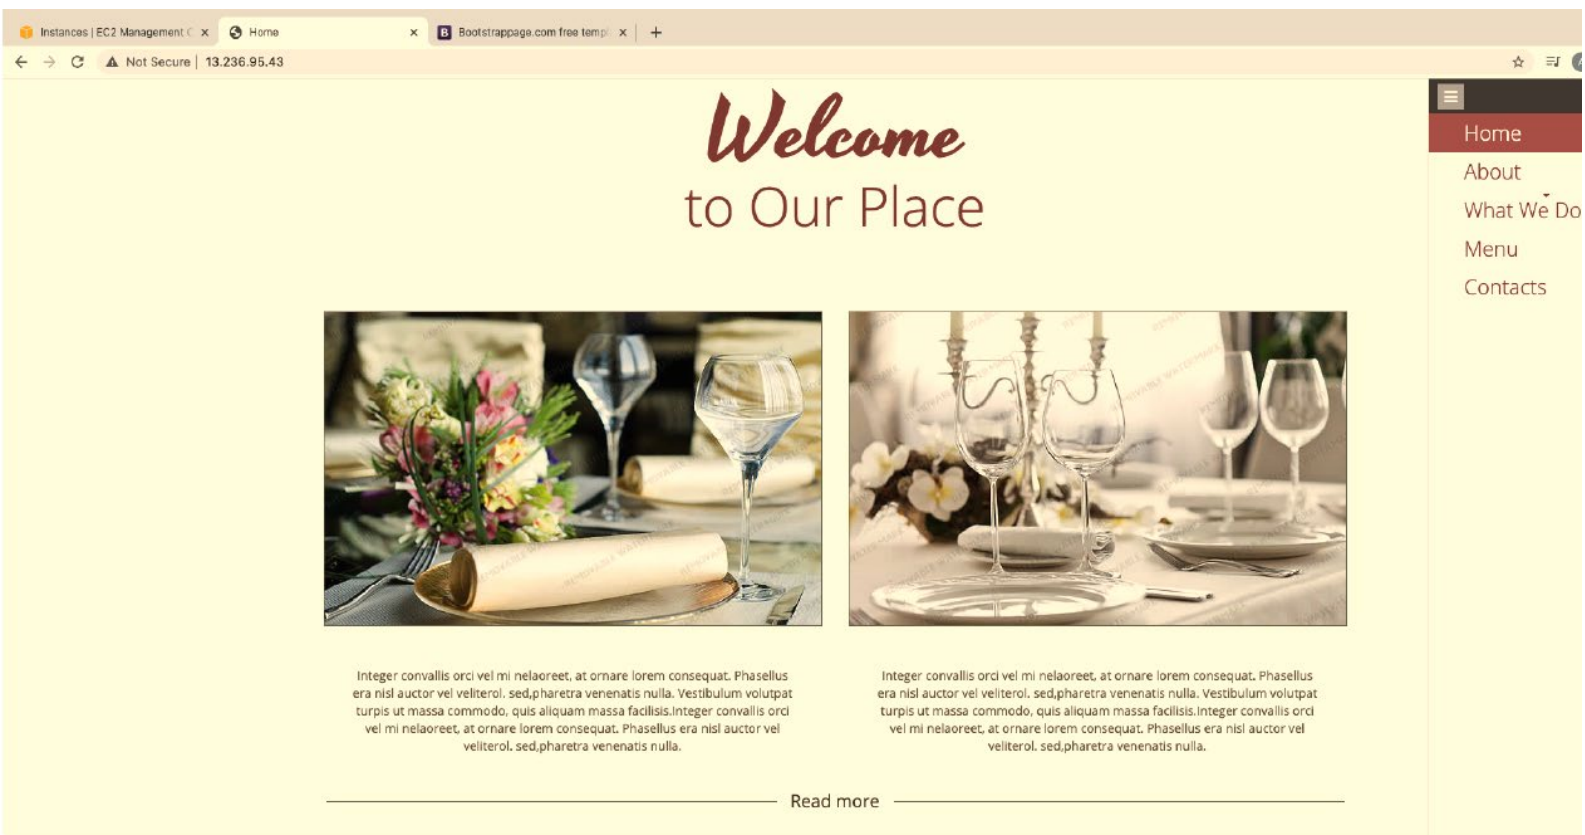 Instances | EC2 Management C
Home
Bootstrappage.com free templ
Not Secure | 13.236.95.43
Welcome
to Our Place
Home
About
What We Do
Menu
Contacts
Integer convallis orci vel mi nelaoreet, at ornare lorem consequat. Phasellus
era nisl auctor vel veliterol. sed,pharetra venenatis nulla. Vestibulum volutpat
turpis ut massa commodo, quis aliquam massa facilisis.Integer convallis orci
vel mi nelaoreet, at ornare lorem consequat. Phasellus era nisl auctor vel
veliterol. sed,pharetra venenatis nulla.
Integer convallis orci vel mi nelaoreet, at ornare lorem consequat. Phasellus
era nisl auctor vel veliterol. sed,pharetra venenatis nulla. Vestibulum volutpat
turpis ut massa commodo, quis aliquam massa facilisis.Integer convallis orci
vel mi nelaoreet, at ornare lorem consequat. Phasellus era nisl auctor vel
veliterol. sed,pharetra venenatis nulla.
Read more